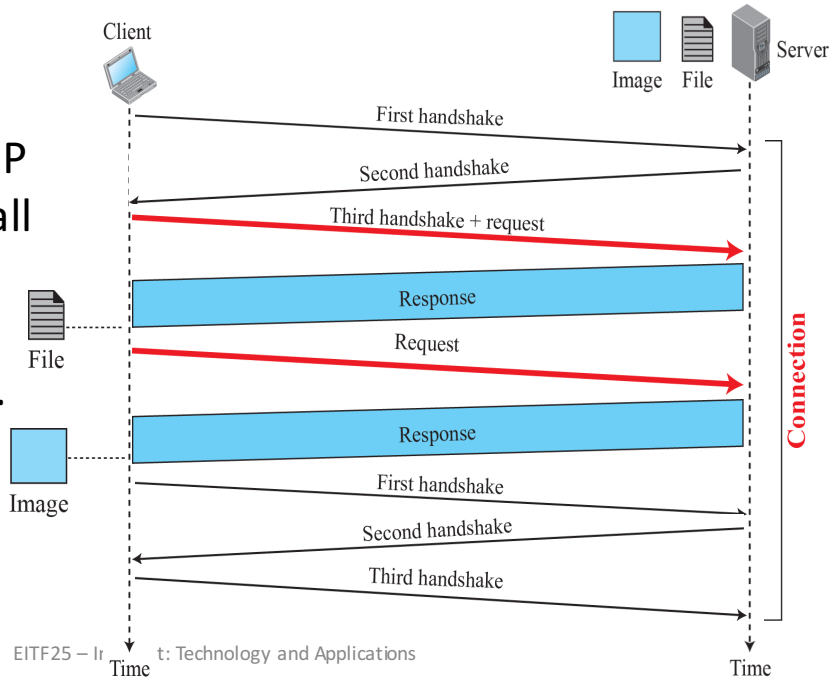 Client
Server
Image File
First handshake
P
Second handshake
all
Third handshake + request
Response
File
Request
.
Connection
Response
Image
First handshake
Second handshake
Third handshake
EITF25 – I t: Technology and Applications
Time
Time